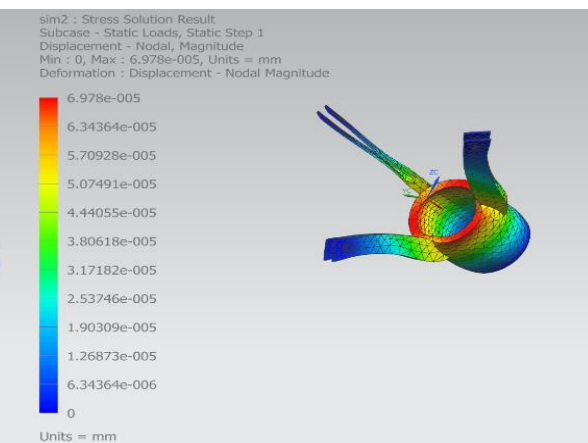 sim2 : Stress Solution Result
Subcase - Static Loads, Static Step 1
Displacement - Nodal, Magnitude
Min : 0, Max : 6.978e-005, Units = mm
Deformation : Displacement - Nodal Magnitude
6.978e-005
6.34364e-005
5.70928e-005
5.07491e-005
4.44055e-005
3.80618e-005
3.17182e-005
2.53746e-005
1.90309e-005
1.26873e-005
6.34364e-006
0
Units = mm
ZC
YC